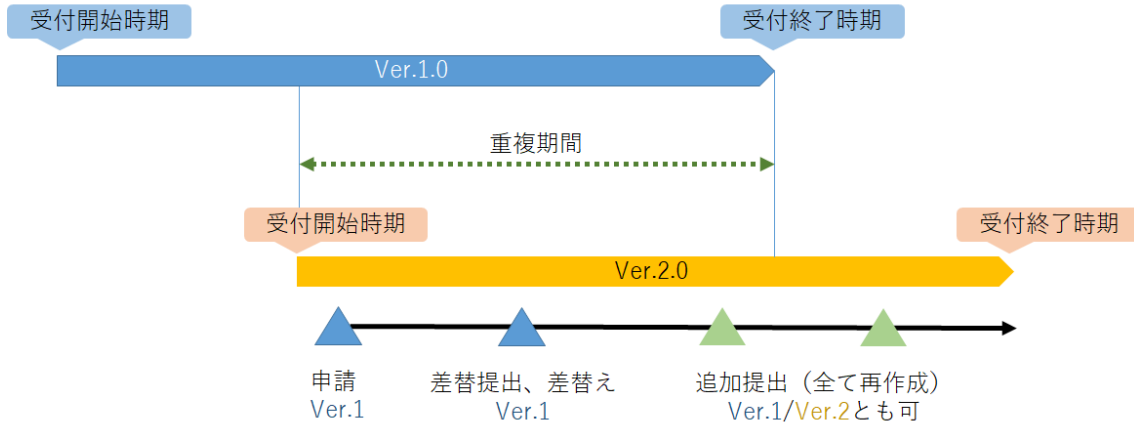 受付開始時期
受付終了時期
Ver.1.0
重複期間
受付開始時期
受付終了時期
Ver.2.0
申請
Ver.1
差替提出、差替え
Ver.1
追加提出（全て再作成）
Ver.1/Ver.2とも可